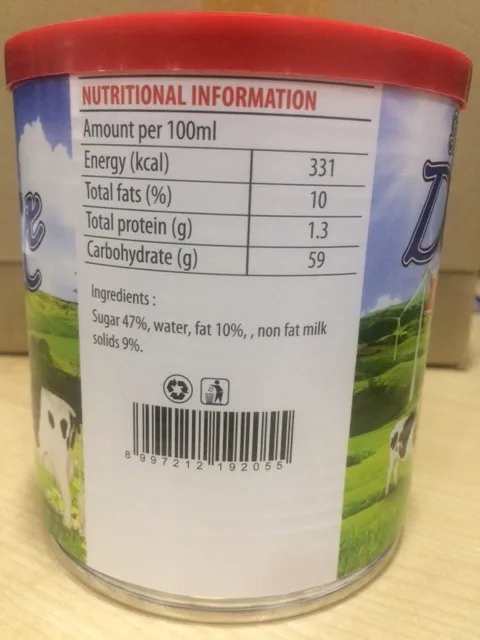 NUTRITIONAL INFORMATION
Amount per 100ml
Energy (kcal) 331
Total fats (%) 10
Total protein (g) 1.3
Carbohydrate (g) 59
Ingredients :
Sugar 47%, water, fat 10%, , non fat milk
solids 9%.
8 997212 192055